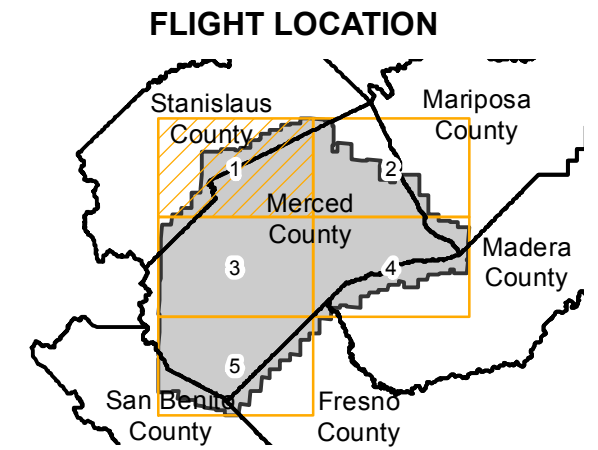 FLIGHT LOCATION
Stanislaus
County
Mariposa
County
1
2
Merced
County
Madera
County
3
4
5
San Benito
County
Fresno
County